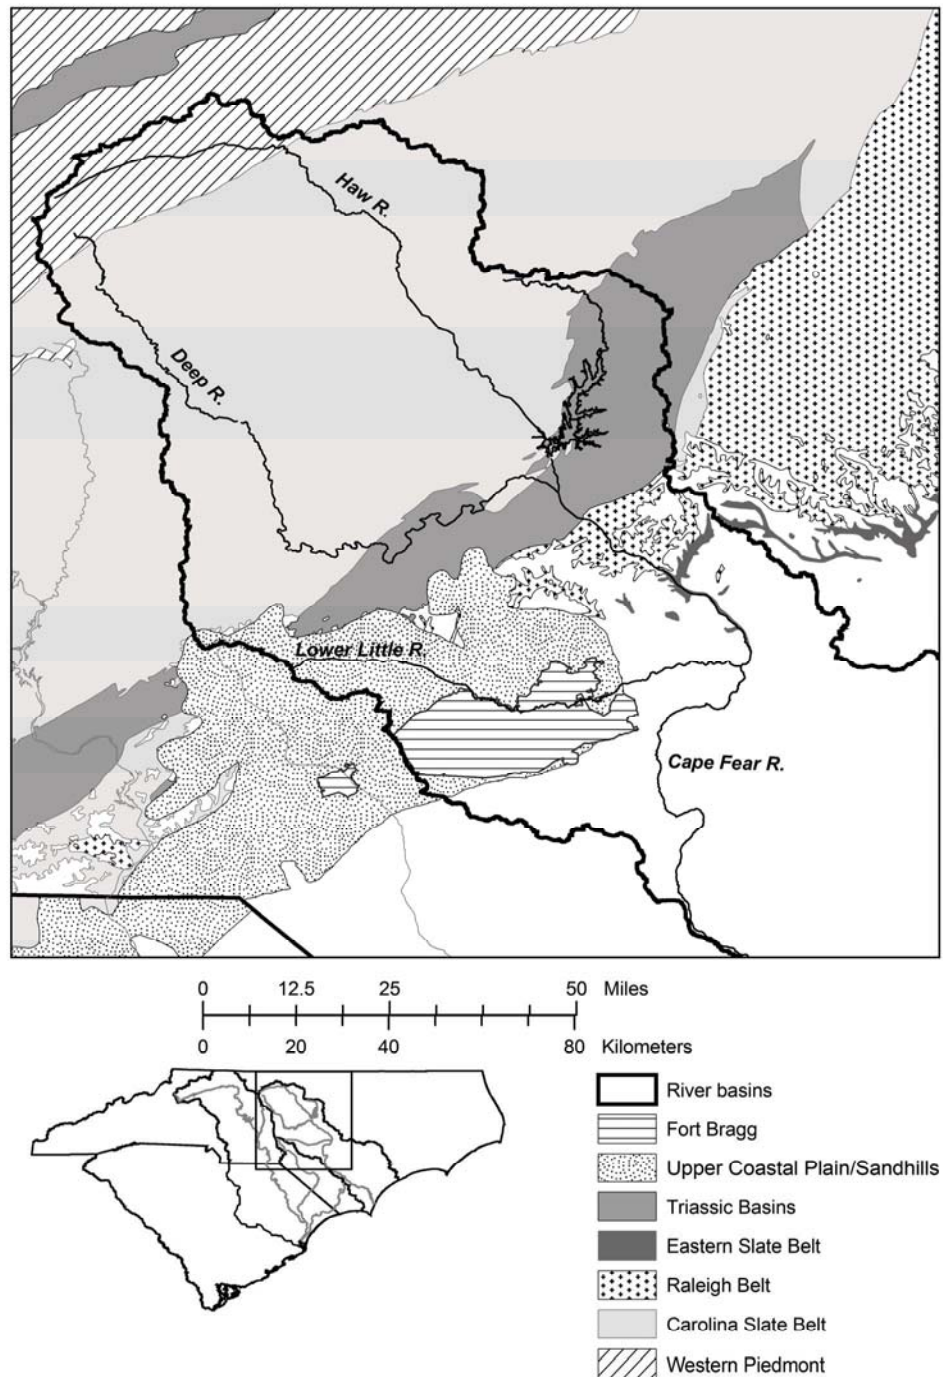 Haw R.
Deep R.
Lower Little R.
Cape Fear R.
0 12.5 25 50 Miles
0 20 40 80 Kilometers
River basins
Fort Bragg
Upper Coastal Plain/Sandhills
Triassic Basins
Eastern Slate Belt
Raleigh Belt
Carolina Slate Belt
Western Piedmont